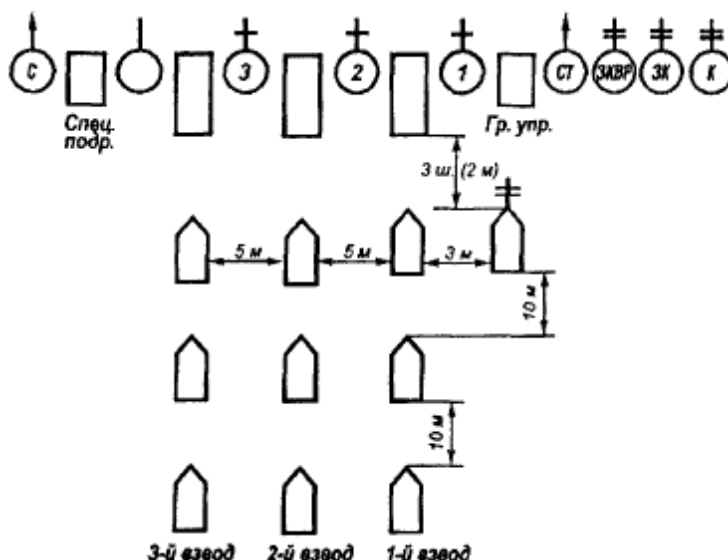 С 3 2 1 СТ ЗКВР ЗК К
Спец. Гр. упр.
подр.
3 ш. (2 м)
5 м 5 м 3 м
10 м
10 м
3-й взвод 2-й взвод 1-й взвод